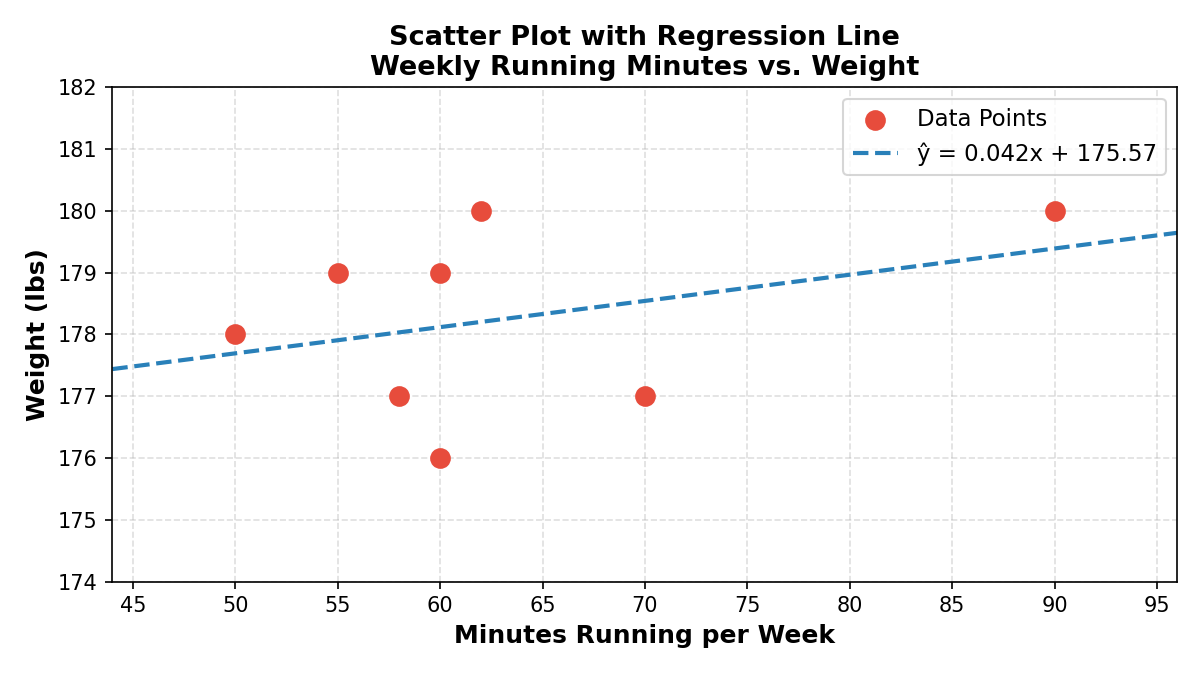 Scatter Plot with Regression Line
Weekly Running Minutes vs. Weight
182
181
180
179
178
177
176
175
174
Weight (lbs)
Data Points
ŷ = 0.042x + 175.57
45 50 55 60 65 70 75 80 85 90 95
Minutes Running per Week